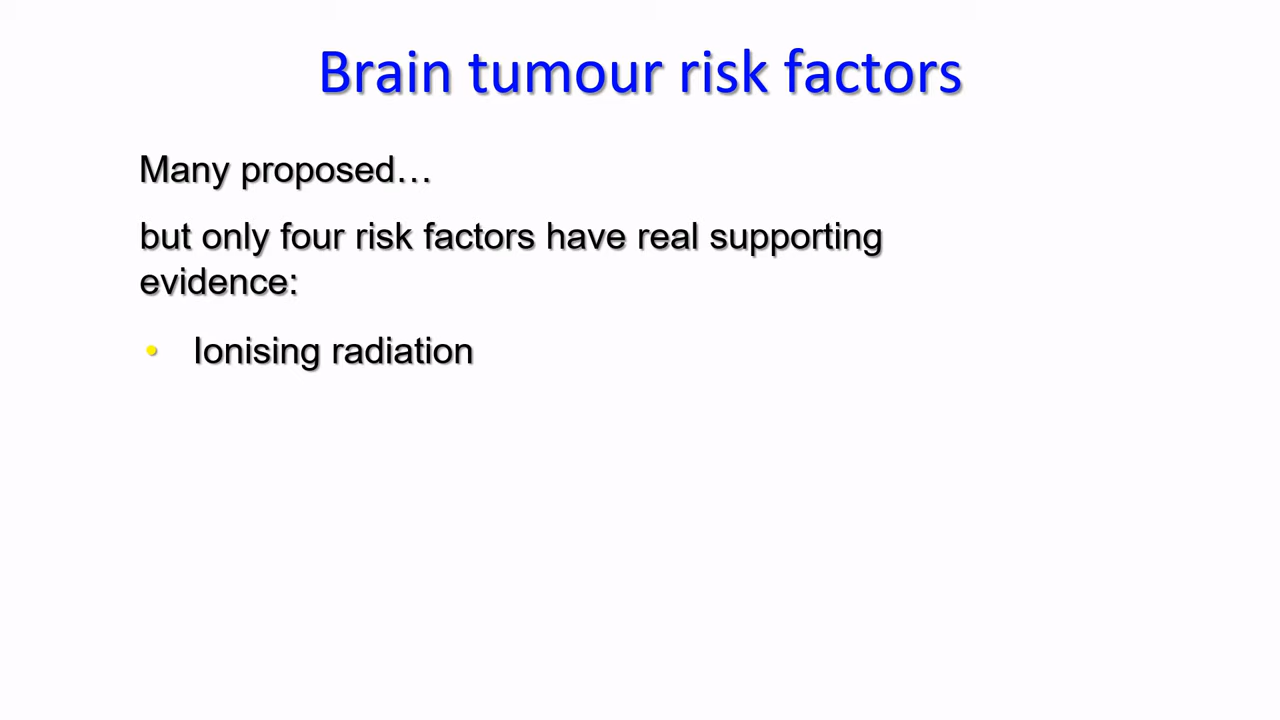 Brain tumour risk factors
Many proposed…
but only four risk factors have real supporting
evidence:
• Ionising radiation